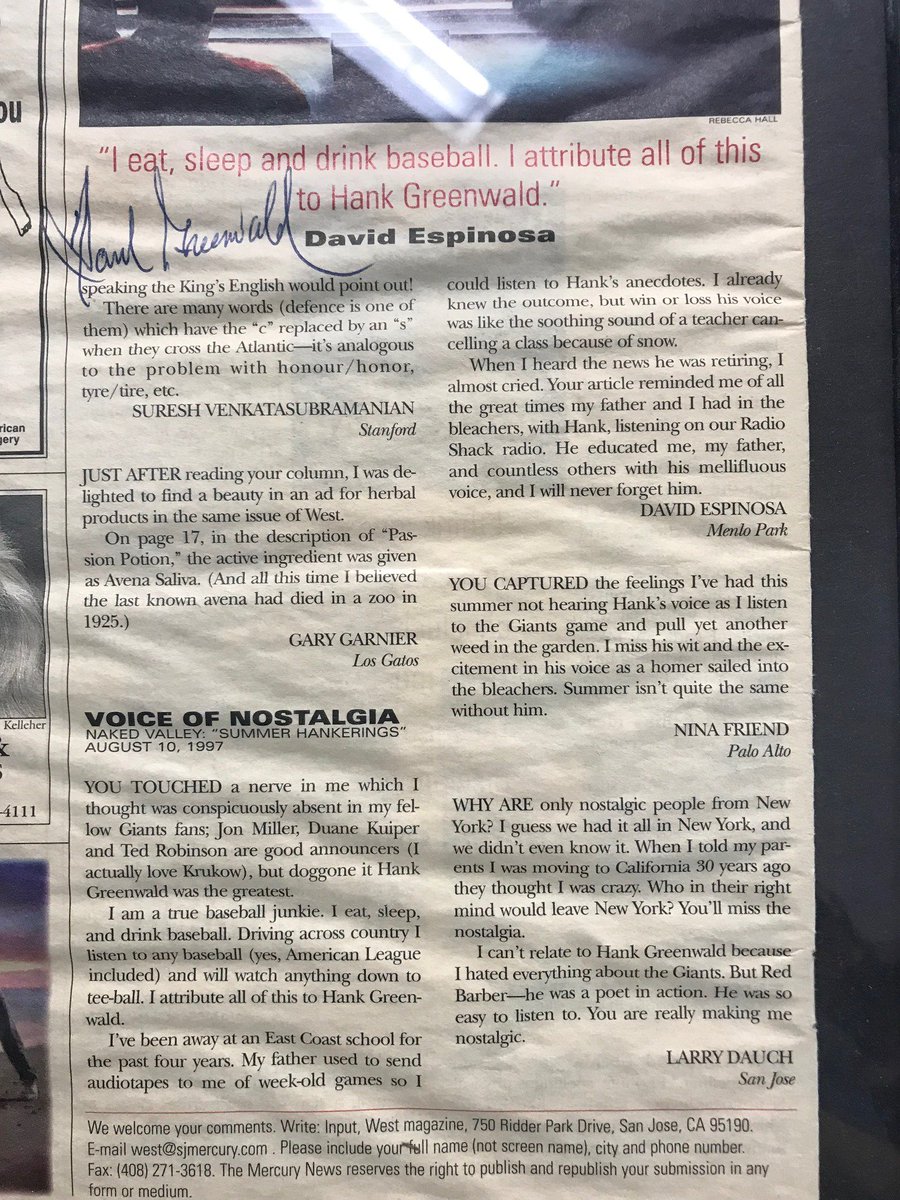 ou
REBECCA HALL
"I eat, sleep and drink baseball. I attribute all of this
to Hank Greenwald."
Hank Greenwald
David Espinosa
speaking the King's English would point out!
There are many words (defence is one of
them) which have the "c" replaced by an "s"
when they cross the Atlantic—it's analogous
to the problem with honour/honor,
tyre/tire, etc.
SURESH VENKATASUBRAMANIAN
Stanford
JUST AFTER reading your column, I was de-
lighted to find a beauty in an ad for herbal
products in the same issue of West.
On page 17, in the description of "Pas-
sion Potion," the active ingredient was given
as Avena Saliva. (And all this time I believed
the last known avena had died in a zoo in
1925.)
GARY GARNIER
Los Gatos
VOICE OF NOSTALGIA
NAKED VALLEY: "SUMMER HANKERINGS"
AUGUST 10, 1997
YOU TOUCHED a nerve in me which I
thought was conspicuously absent in my fel-
low Giants fans; Jon Miller, Duane Kuiper
and Ted Robinson are good announcers (I
actually love Krukow), but doggone it Hank
Greenwald was the greatest.
I am a true baseball junkie. I eat, sleep,
and drink baseball. Driving across country I
listen to any baseball (yes, American League
included) and will watch anything down to
tee-ball. I attribute all of this to Hank Green-
wald.
I've been away at an East Coast school for
the past four years. My father used to send
audiotapes to me of week-old games so I
could listen to Hank's anecdotes. I already
knew the outcome, but win or loss his voice
was like the soothing sound of a teacher can-
celling a class because of snow.
When I heard the news he was retiring, I
almost cried. Your article reminded me of all
the great times my father and I had in the
bleachers, with Hank, listening on our Radio
Shack radio. He educated me, my father,
and countless others with his mellifluous
voice, and I will never forget him.
DAVID ESPINOSA
Menlo Park
YOU CAPTURED the feelings I've had this
summer not hearing Hank's voice as I listen
to the Giants game and pull yet another
weed in the garden. I miss his wit and the ex-
citement in his voice as a homer sailed into
the bleachers. Summer isn't quite the same
without him.
NINA FRIEND
Palo Alto
WHY ARE only nostalgic people from New
York? I guess we had it all in New York, and
we didn't even know it. When I told my par-
ents I was moving to California 30 years ago
they thought I was crazy. Who in their right
mind would leave New York? You'll miss the
nostalgia.
I can't relate to Hank Greenwald because
I hated everything about the Giants. But Red
Barber—he was a poet in action. He was so
easy to listen to. You are really making me
nostalgic.
LARRY DAUCH
San Jose
We welcome your comments. Write: Input, West magazine, 750 Ridder Park Drive, San Jose, CA 95190.
E-mail west@sjmercury.com . Please include your full name (not screen name), city and phone number.
Fax: (408) 271-3618. The Mercury News reserves the right to publish and republish your submission in any
form or medium.
rican
gery
Kelleher
4111